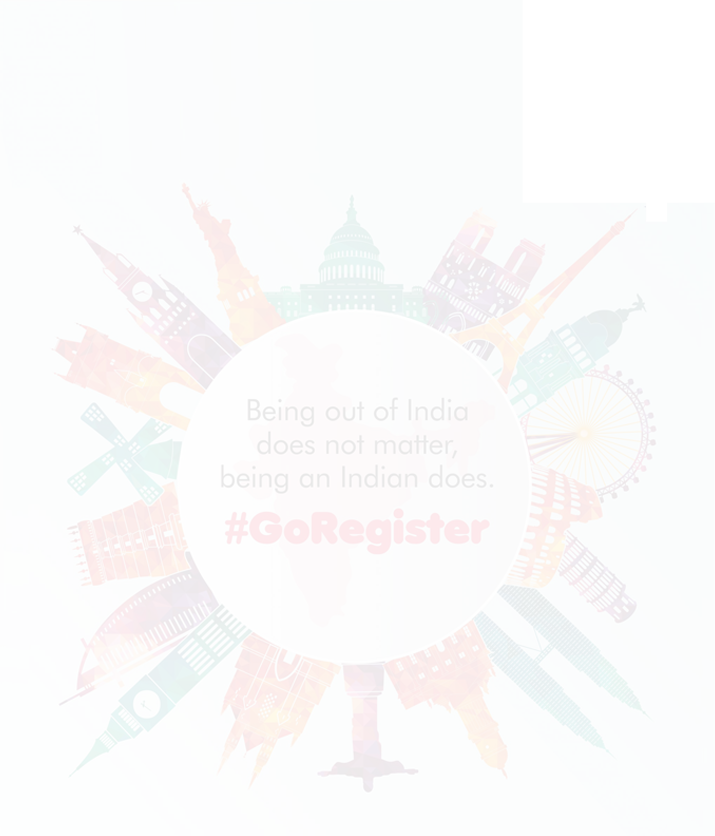 Being out of India
does not matter,
being an Indian does.
#GoRegister